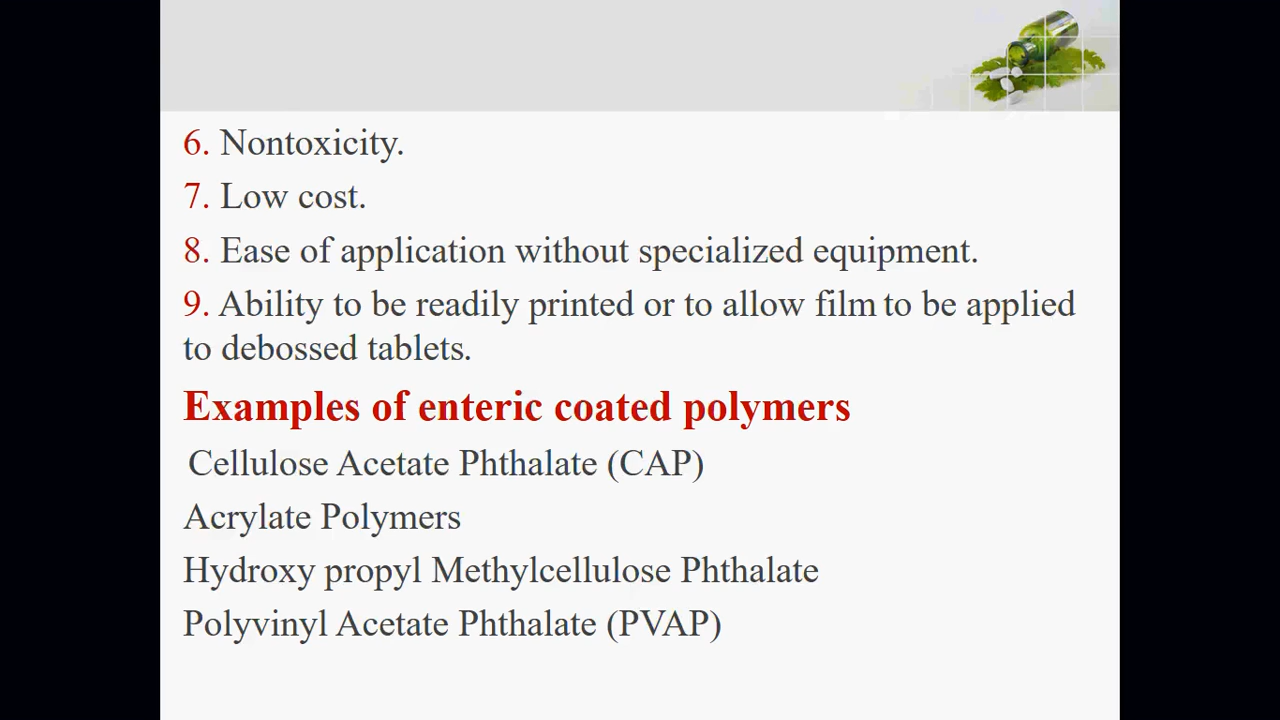 6. Nontoxicity.
7. Low cost.
8. Ease of application without specialized equipment.
9. Ability to be readily printed or to allow film to be applied
to debossed tablets.
Examples of enteric coated polymers
Cellulose Acetate Phthalate (CAP)
Acrylate Polymers
Hydroxy propyl Methylcellulose Phthalate
Polyvinyl Acetate Phthalate (PVAP)